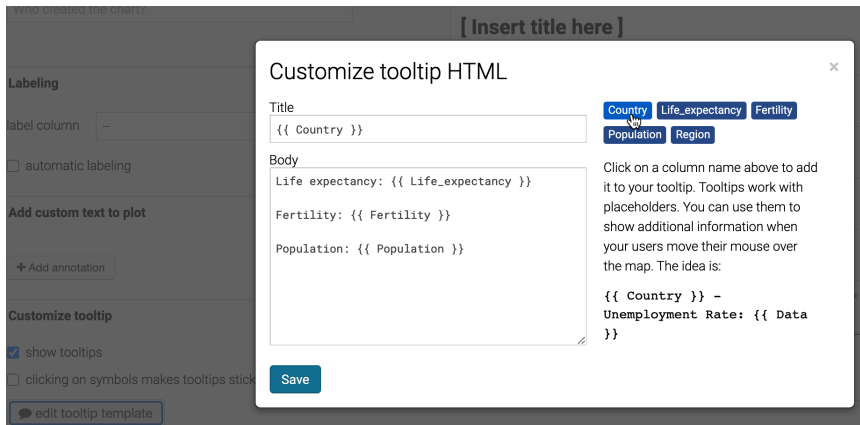 Who created the chart?
[ Insert title here ]
Customize tooltip HTML
×
Labeling
label column
--
automatic labeling
Add custom text to plot
+ Add annotation
Customize tooltip
show tooltips
clicking on symbols makes tooltips stick
edit tooltip template
Title
{{ Country }}
Body
Life expectancy: {{ Life_expectancy }}
Fertility: {{ Fertility }}
Population: {{ Population }}
Save
Country Life_expectancy Fertility
Population Region
Click on a column name above to add
it to your tooltip. Tooltips work with
placeholders. You can use them to
show additional information when
your users move their mouse over
the map. The idea is:
{{ Country }} –
Unemployment Rate: {{ Data
}}